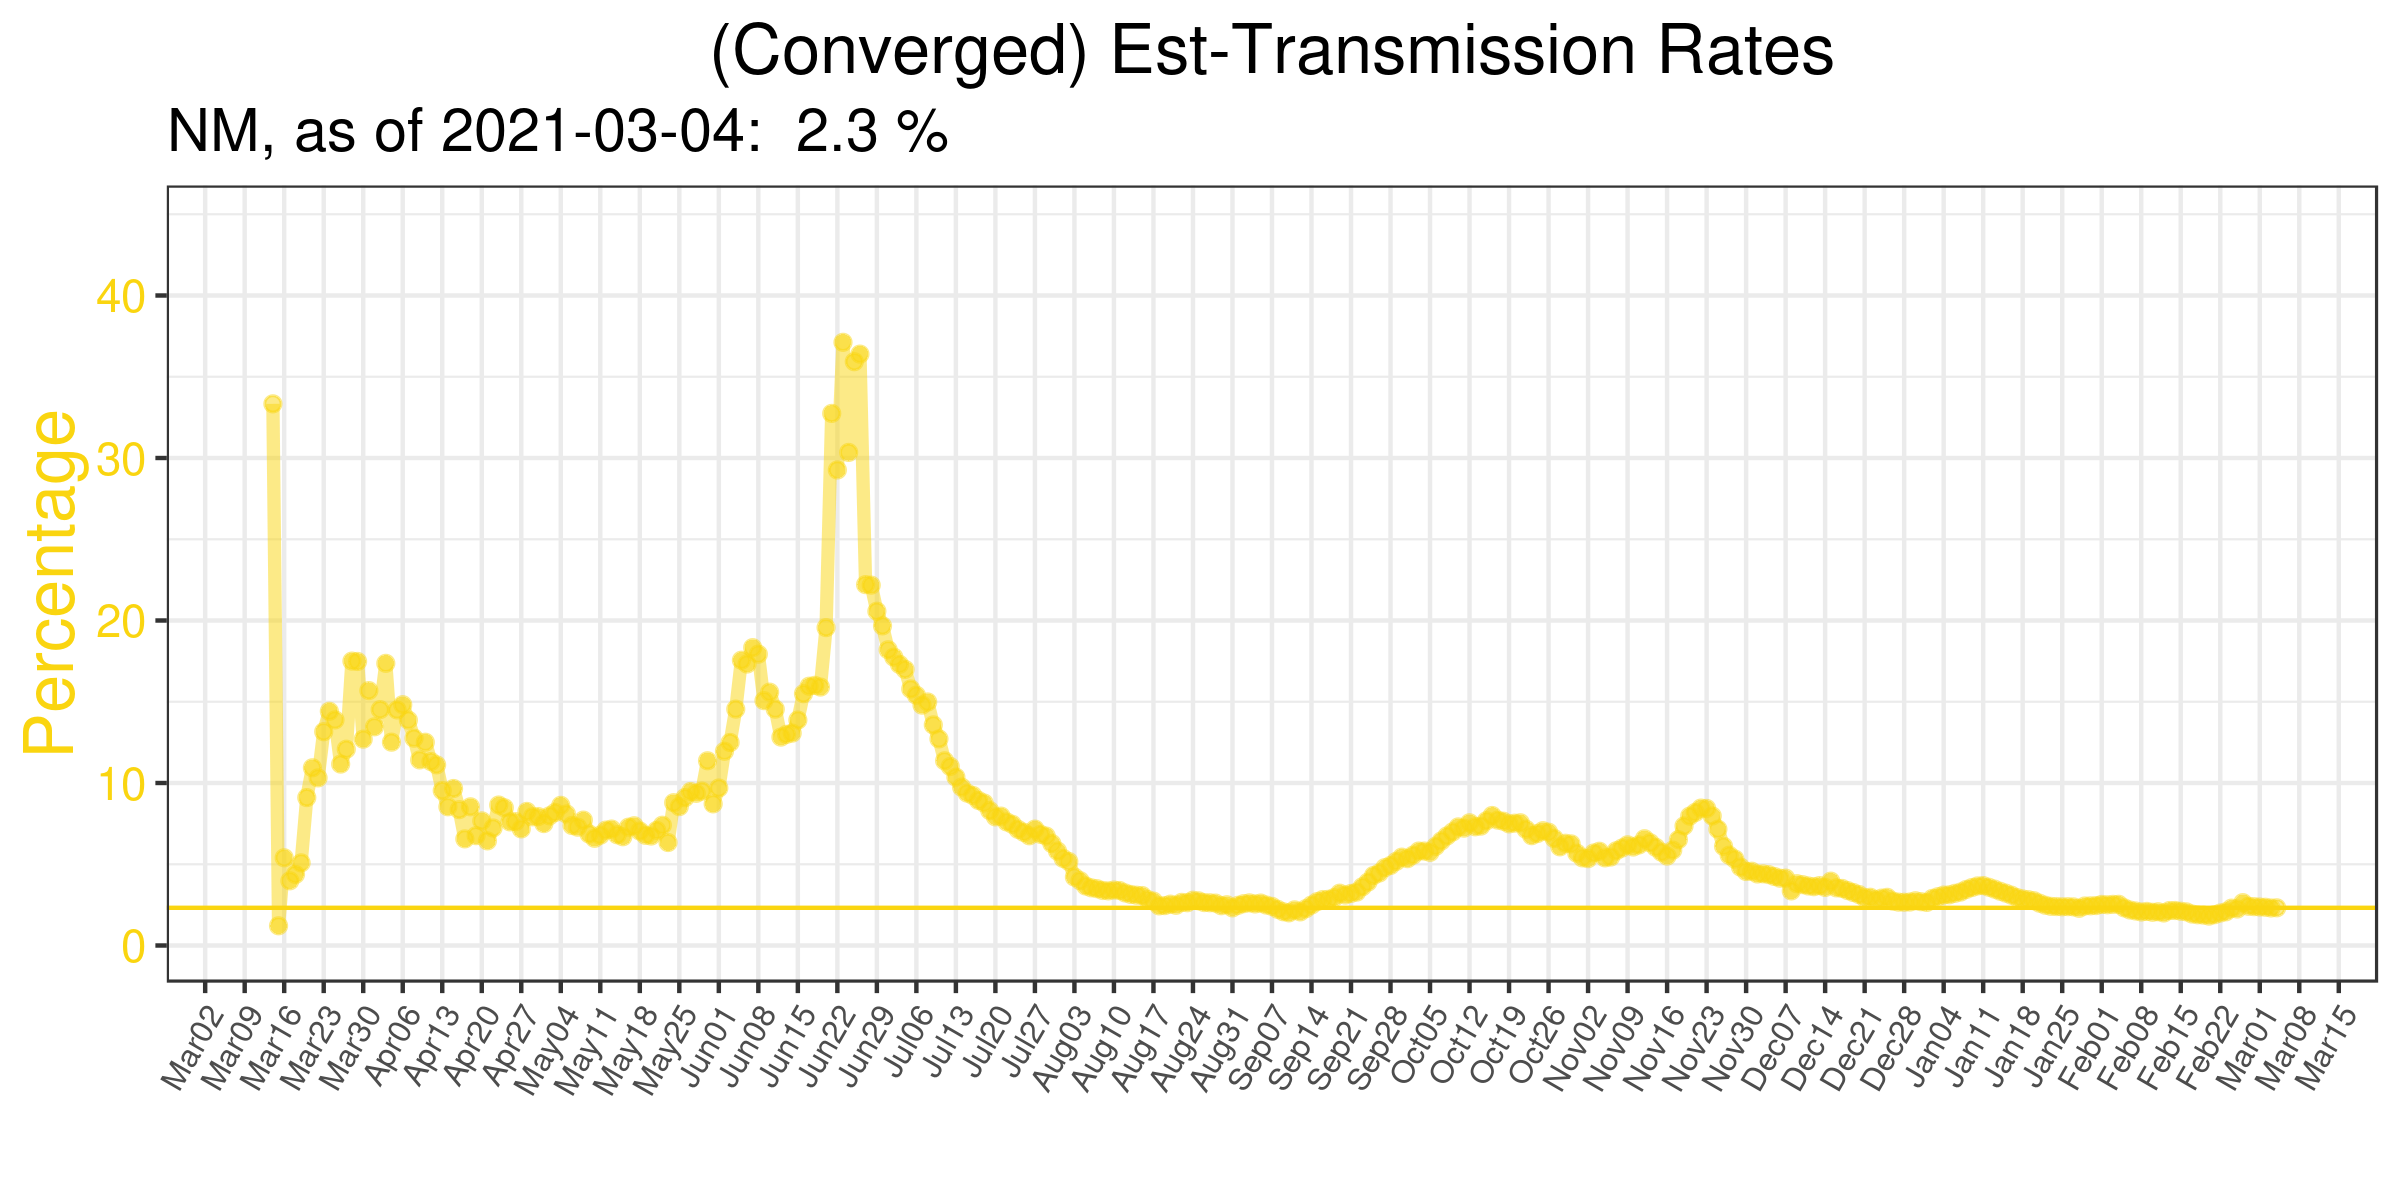 (Converged) Est-Transmission Rates
NM, as of 2021-03-04:  2.3 %
Percentage
40
30
20
10
0
Mar02
Mar09
Mar16
Mar23
Mar30
Apr06
Apr13
Apr20
Apr27
May04
May11
May18
May25
Jun01
Jun08
Jun15
Jun22
Jun29
Jul06
Jul13
Jul20
Jul27
Aug03
Aug10
Aug17
Aug24
Aug31
Sep07
Sep14
Sep21
Sep28
Oct05
Oct12
Oct19
Oct26
Nov02
Nov09
Nov16
Nov23
Nov30
Dec07
Dec14
Dec21
Dec28
Jan04
Jan11
Jan18
Jan25
Feb01
Feb08
Feb15
Feb22
Mar01
Mar08
Mar15